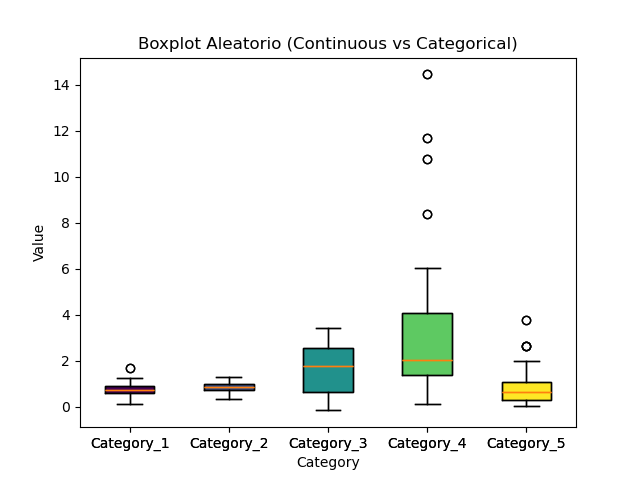 Boxplot Aleatorio (Continuous vs Categorical)
14
12
10
8
6
4
2
0
Value
Category_1 Category_2 Category_3 Category_4 Category_5
Category